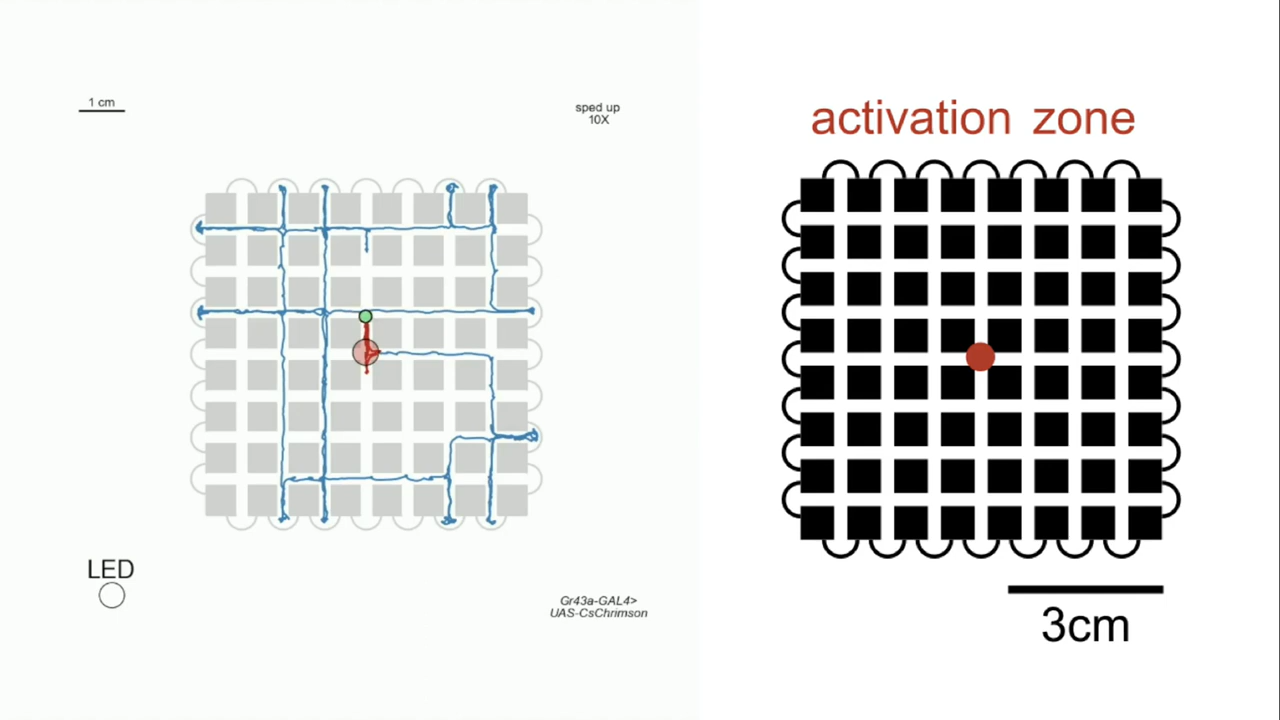 1 cm
sped up
10X
LED
Gr43a-GAL4>
UAS-CsChrimson
activation zone
3cm